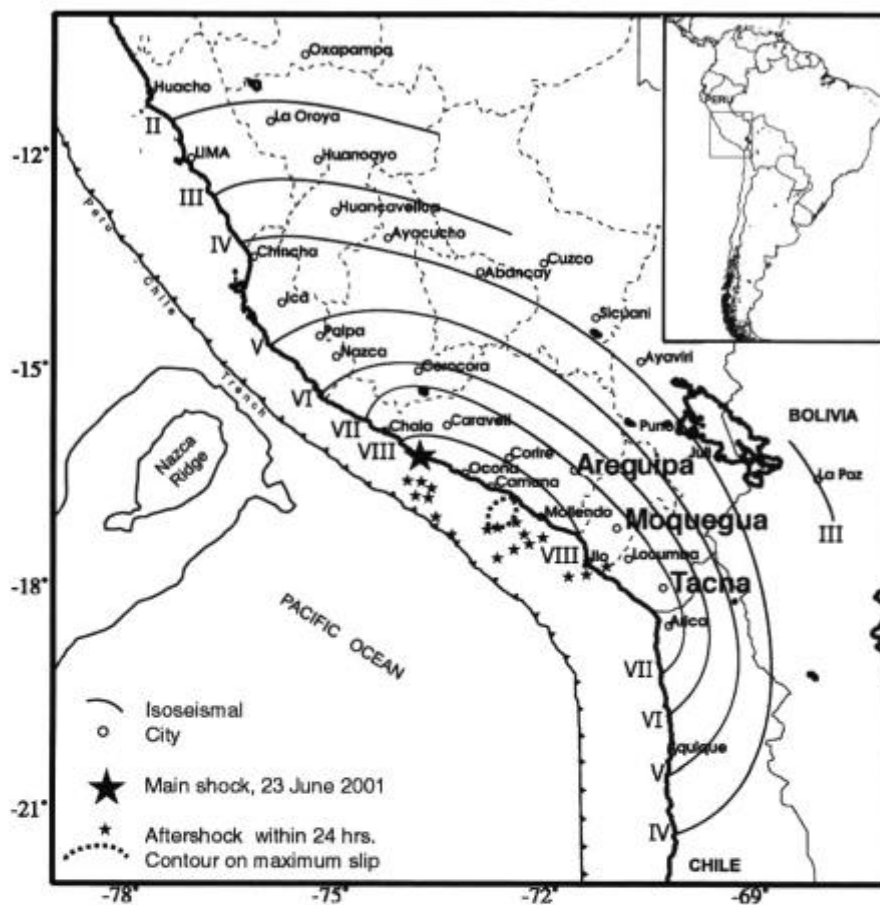 Oxapampa
Huacho
La Oroya
II
PERU
-12°
LIMA
Huancayo
III
Huancavelica
IV
Ayacucho
Chincha
Cuzco
Abancay
Peru
Chile
Trench
Ica
Sicuani
Palpa
V
Nazca
Ayaviri
-15°
Coracora
VI
BOLIVIA
VII
Chala
Caraveli
Puno
VIII
Juli
Nazca
Ridge
Corire
Arequipa
La Paz
Ocona
Camana
Mollendo
Moquegua
III
VIII
Ilo
Locumba
-18°
Tacna
PACIFIC OCEAN
Arica
VII
Isoseismal
VI
City
Iquique
V
Main shock, 23 June 2001
-21°
IV
Aftershock within 24 hrs.
Contour on maximum slip
CHILE
-78°
-75°
-72°
-69°